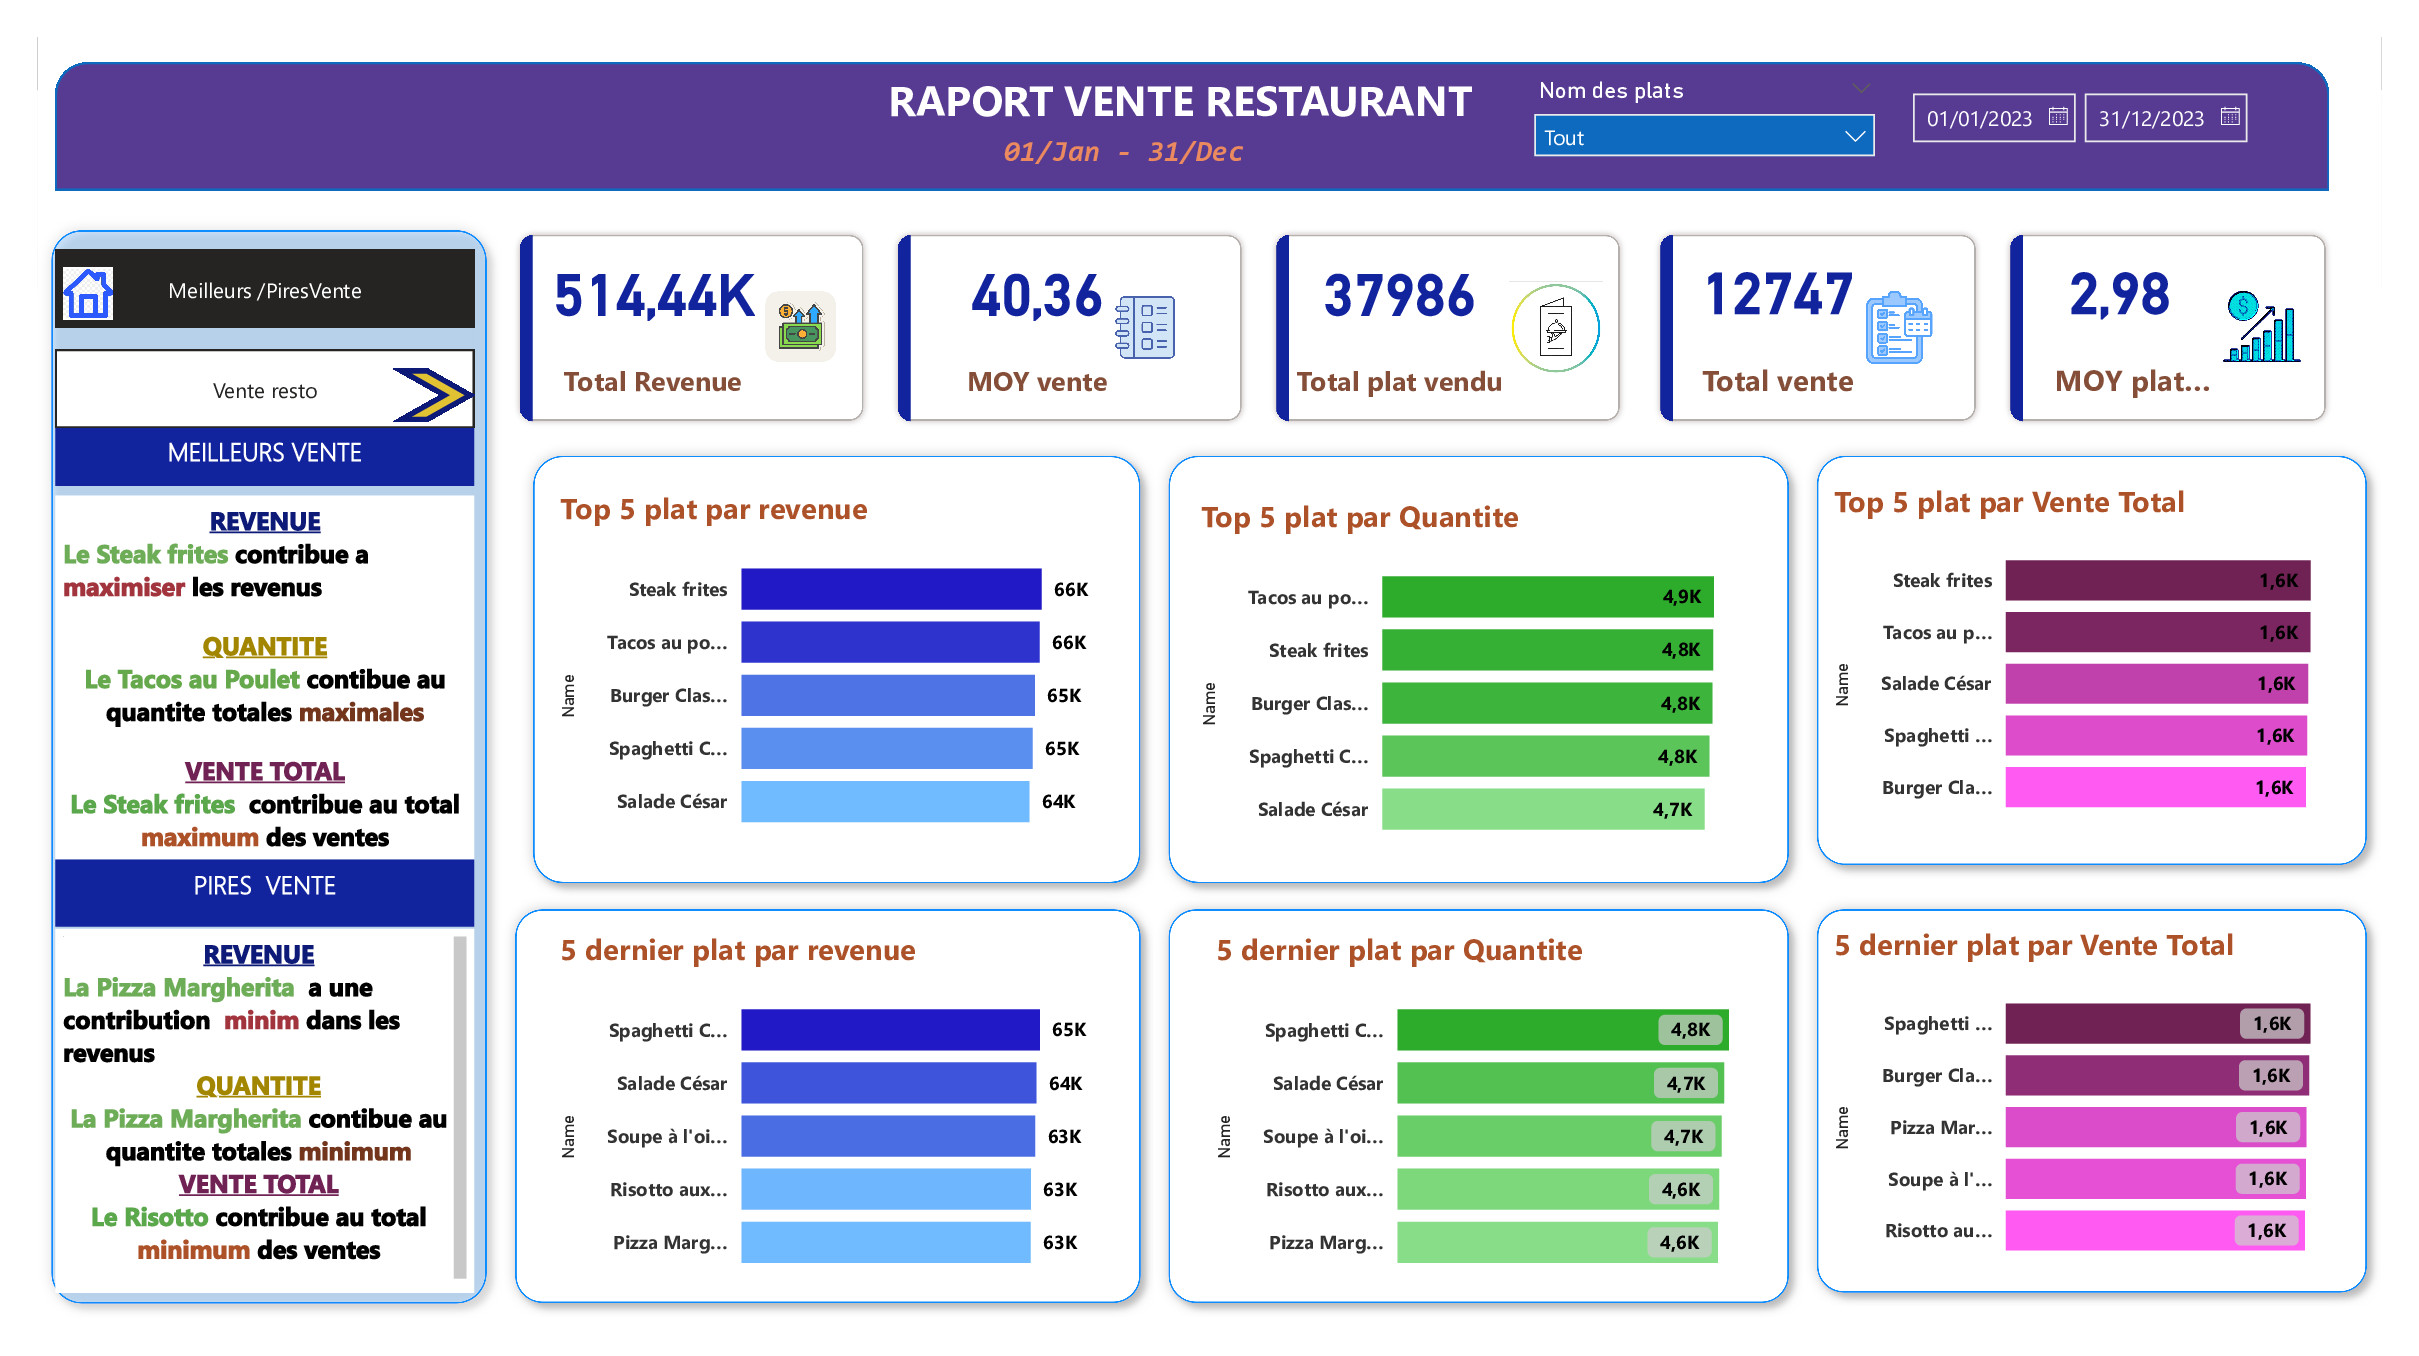 RAPORT VENTE RESTAURANT
01/Jan - 31/Dec
Nom des plats
Tout
01/01/2023
31/12/2023
Meilleurs /PiresVente
Vente resto
MEILLEURS VENTE
REVENUE
Le Steak frites contribue a
maximiser les revenus
QUANTITE
Le Tacos au Poulet contibue au
quantite totales maximales
VENTE TOTAL
Le Steak frites contribue au total
maximum des ventes
PIRES VENTE
REVENUE
La Pizza Margherita a une
contribution minim dans les
revenus
QUANTITE
La Pizza Margherita contibue au
quantite totales minimum
VENTE TOTAL
Le Risotto contribue au total
minimum des ventes
514,44K
Total Revenue
40,36
MOY vente
37986
Total plat vendu
12747
Total vente
2,98
MOY plat...
Top 5 plat par revenue
Name
Steak frites 66K
Tacos au po... 66K
Burger Clas... 65K
Spaghetti C... 65K
Salade César 64K
Top 5 plat par Quantite
Name
Tacos au po... 4,9K
Steak frites 4,8K
Burger Clas... 4,8K
Spaghetti C... 4,8K
Salade César 4,7K
Top 5 plat par Vente Total
Name
Steak frites 1,6K
Tacos au p... 1,6K
Salade César 1,6K
Spaghetti ... 1,6K
Burger Cla... 1,6K
5 dernier plat par revenue
Name
Spaghetti C... 65K
Salade César 64K
Soupe à l'oi... 63K
Risotto aux... 63K
Pizza Marg... 63K
5 dernier plat par Quantite
Name
Spaghetti C... 4,8K
Salade César 4,7K
Soupe à l'oi... 4,7K
Risotto aux... 4,6K
Pizza Marg... 4,6K
5 dernier plat par Vente Total
Name
Spaghetti ... 1,6K
Burger Cla... 1,6K
Pizza Mar... 1,6K
Soupe à l'... 1,6K
Risotto au... 1,6K